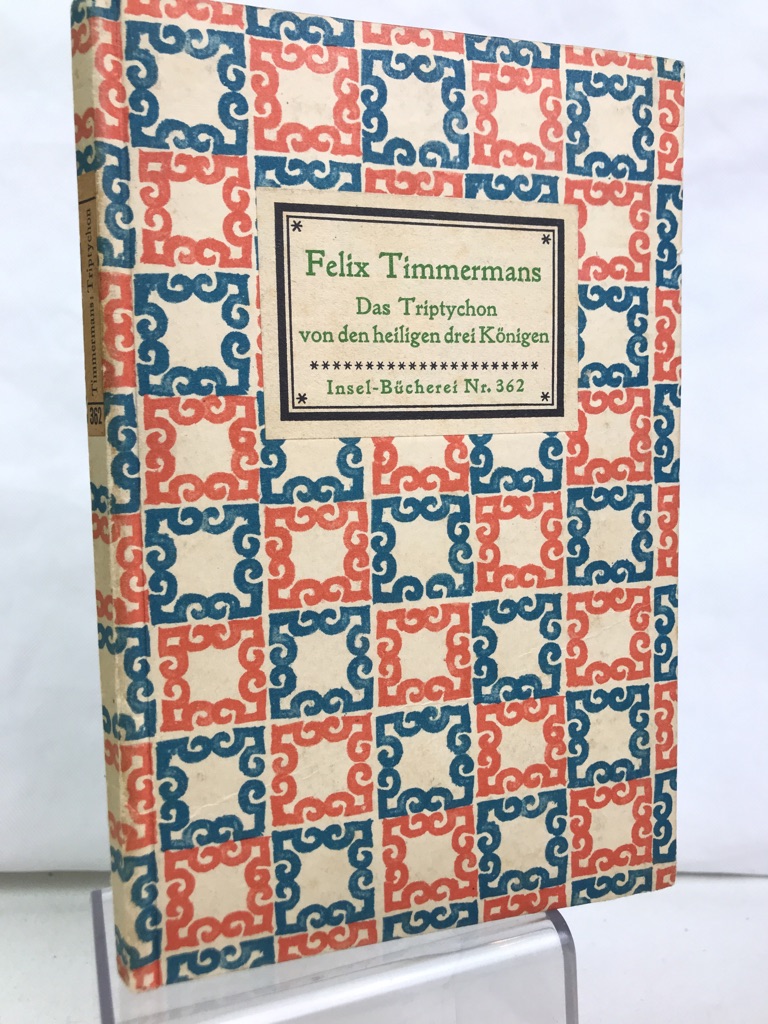 Felix Timmermans
Das Triptychon
von den heiligen drei Königen
Insel-Bücherei Nr. 362
Timmermans: Triptychon
362